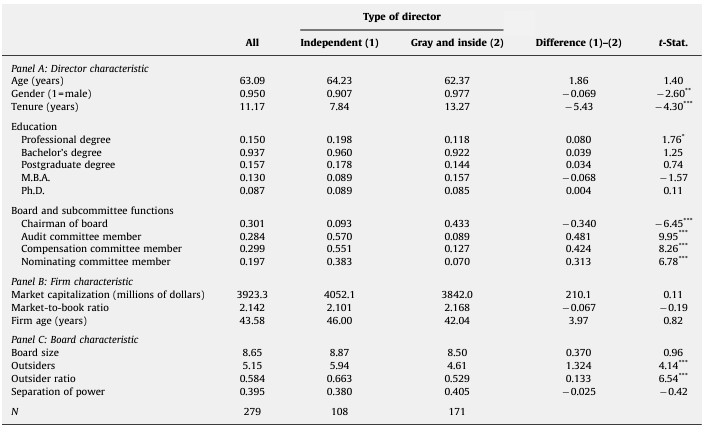 Type of director
All Independent (1) Gray and inside (2) Difference (1)–(2) t-Stat.
Panel A: Director characteristic
Age (years) 63.09 64.23 62.37 1.86 1.40
Gender (1=male) 0.950 0.907 0.977 −0.069 −2.60**
Tenure (years) 11.17 7.84 13.27 −5.43 −4.30***
Education
Professional degree 0.150 0.198 0.118 0.080 1.76*
Bachelor's degree 0.937 0.960 0.922 0.039 1.25
Postgraduate degree 0.157 0.178 0.144 0.034 0.74
M.B.A. 0.130 0.089 0.157 −0.068 −1.57
Ph.D. 0.087 0.089 0.085 0.004 0.11
Board and subcommittee functions
Chairman of board 0.301 0.093 0.433 −0.340 −6.45***
Audit committee member 0.284 0.570 0.089 0.481 9.95***
Compensation committee member 0.299 0.551 0.127 0.424 8.26***
Nominating committee member 0.197 0.383 0.070 0.313 6.78***
Panel B: Firm characteristic
Market capitalization (millions of dollars) 3923.3 4052.1 3842.0 210.1 0.11
Market-to-book ratio 2.142 2.101 2.168 −0.067 −0.19
Firm age (years) 43.58 46.00 42.04 3.97 0.82
Panel C: Board characteristic
Board size 8.65 8.87 8.50 0.370 0.96
Outsiders 5.15 5.94 4.61 1.324 4.14***
Outsider ratio 0.584 0.663 0.529 0.133 6.54***
Separation of power 0.395 0.380 0.405 −0.025 −0.42
N 279 108 171